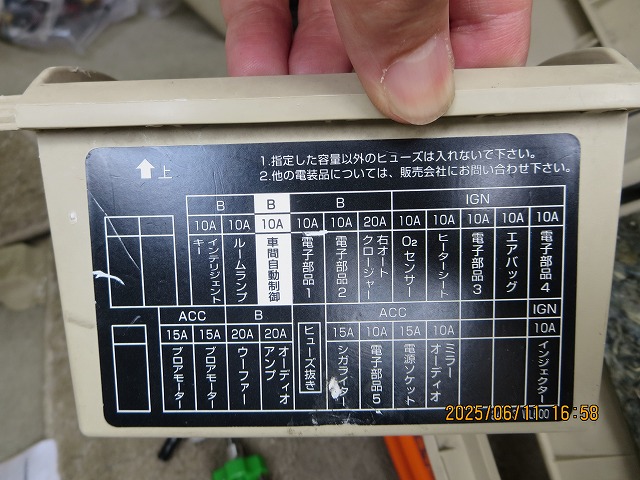 上
1.指定した容量以外のヒューズは入れないで下さい。
2.他の電装品については、販売会社にお問い合わせ下さい。
B B B IGN
10A 10A 10A 10A 10A 20A 10A 10A 10A 10A 10A
インテリジェント
キー
ルームランプ
車間自動制御
電子部品1
電子部品2
右オート
クロージャー
O2センサー
ヒーターシート
電子部品3
エアバッグ
電子部品4
ACC B ACC IGN
15A 15A 20A 20A 15A 10A 15A 10A 10A
ブロアモーター
ブロアモーター
ウーファー
オーディオ
アンプ
ヒューズ抜き
シガライター
電子部品5
電源ソケット
ミラー
オーディオ
インジェクター
2025/06/11 16:58